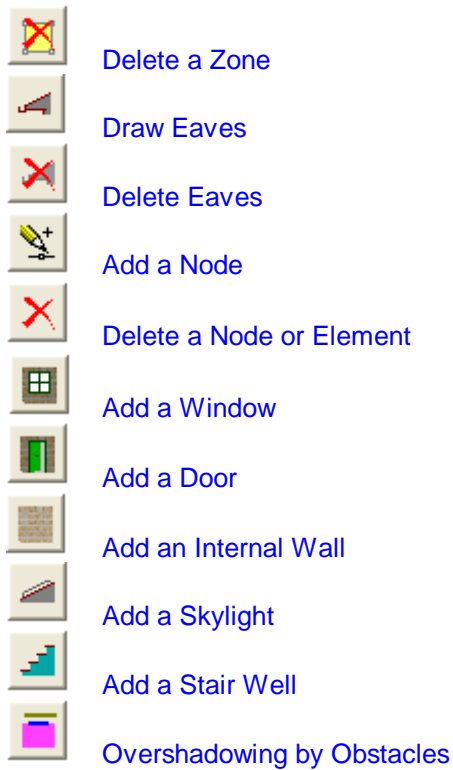 Delete a Zone
Draw Eaves
Delete Eaves
Add a Node
Delete a Node or Element
Add a Window
Add a Door
Add an Internal Wall
Add a Skylight
Add a Stair Well
Overshadowing by Obstacles